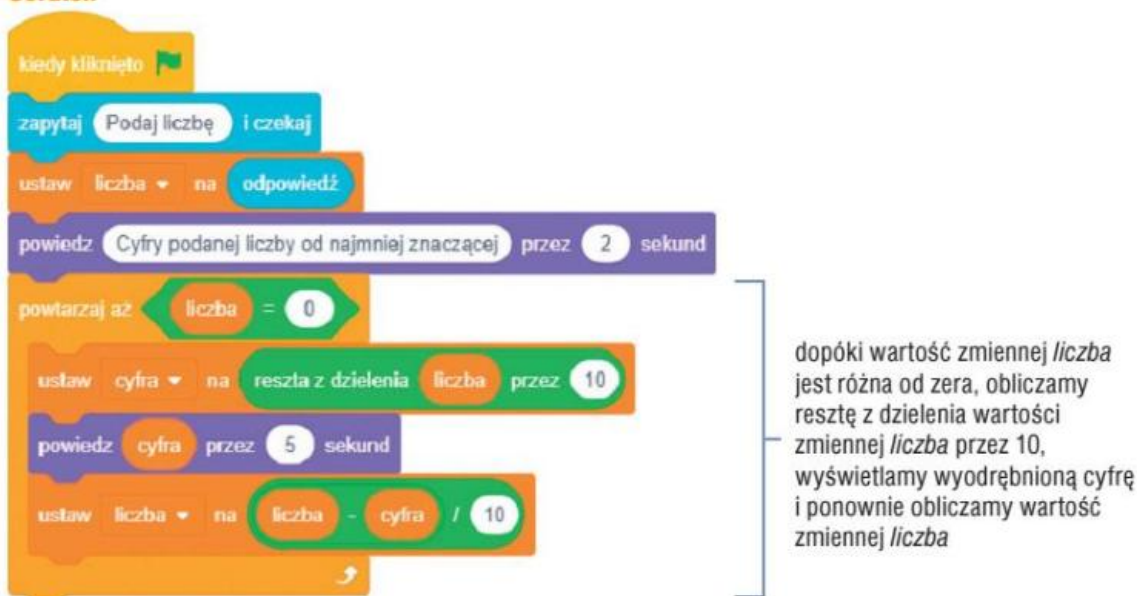 kiedy kliknięto
zapytaj Podaj liczbę i czekaj
ustaw liczba na odpowiedź
powiedz Cyfry podanej liczby od najmniej znaczącej przez 2 sekund
powtarzaj aż liczba = 0
ustaw cyfra na reszta z dzielenia liczba przez 10
powiedz cyfra przez 5 sekund
ustaw liczba na liczba - cyfra / 10
dopóki wartość zmiennej liczba
jest różna od zera, obliczamy
resztę z dzielenia wartości
zmiennej liczba przez 10,
wyświetlamy wyodrębnioną cyfrę
i ponownie obliczamy wartość
zmiennej liczba